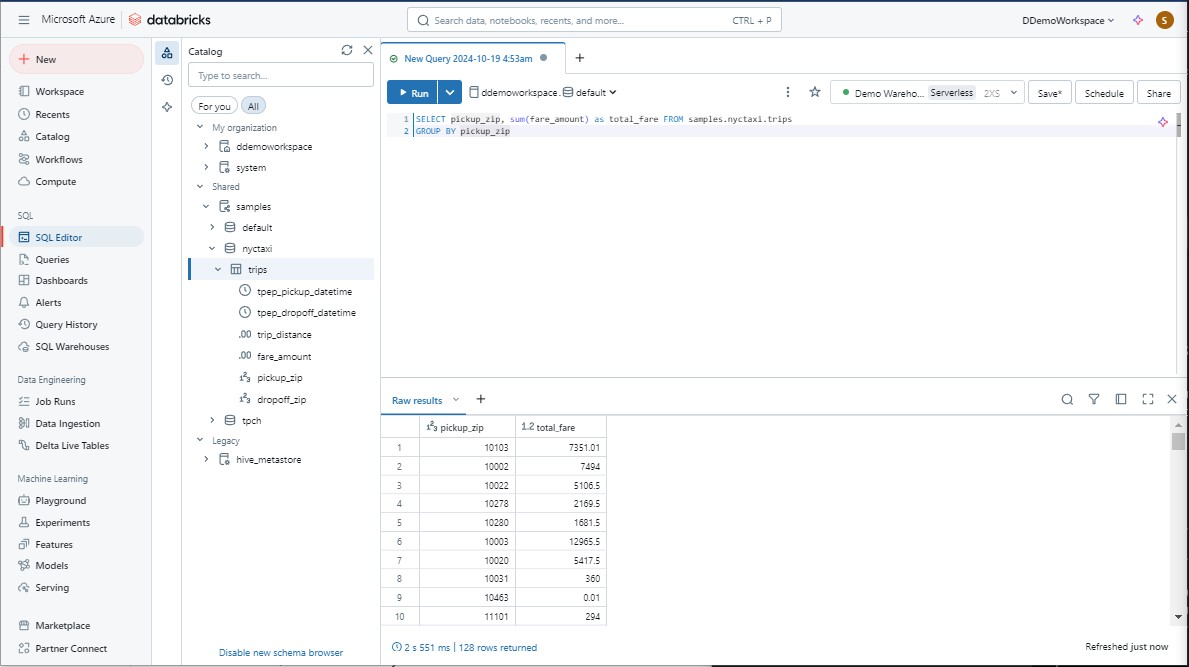 Microsoft Azure databricks
Search data, notebooks, recents, and more... CTRL + P
DDemoWorkspace S
New
Workspace
Recents
Catalog
Workflows
Compute
SQL
SQL Editor
Queries
Dashboards
Alerts
Query History
SQL Warehouses
Data Engineering
Job Runs
Data Ingestion
Delta Live Tables
Machine Learning
Playground
Experiments
Features
Models
Serving
Marketplace
Partner Connect
Catalog
Type to search...
For you All
My organization
ddemoworkspace
system
Shared
samples
default
nyctaxi
trips
tpep_pickup_datetime
tpep_dropoff_datetime
.00 trip_distance
.00 fare_amount
1²3 pickup_zip
1²3 dropoff_zip
tpch
Legacy
hive_metastore
Disable new schema browser
New Query 2024-10-19 4:53am
Run ddemoworkspace. default Demo Wareho... Serverless 2XS Save* Schedule Share
1 SELECT pickup_zip, sum(fare_amount) as total_fare FROM samples.nyctaxi.trips
2 GROUP BY pickup_zip
Raw results
1²3 pickup_zip 1.2 total_fare
1 10103 7351.01
2 10002 7494
3 10022 5106.5
4 10278 2169.5
5 10280 1681.5
6 10003 12965.5
7 10020 5417.5
8 10031 360
9 10463 0.01
10 11101 294
2 s 551 ms | 128 rows returned
Refreshed just now